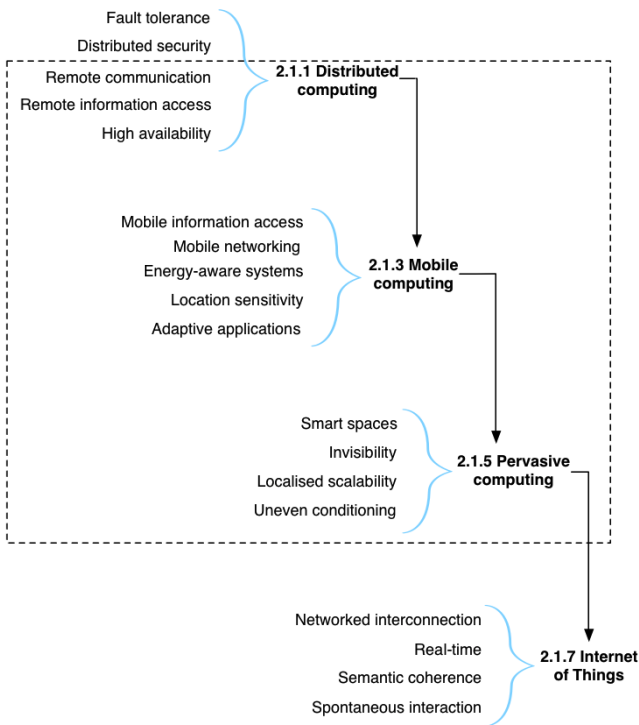 Fault tolerance
Distributed security
Remote communication
Remote information access
High availability
2.1.1 Distributed
computing
Mobile information access
Mobile networking
Energy-aware systems
Location sensitivity
Adaptive applications
2.1.3 Mobile
computing
Smart spaces
Invisibility
Localised scalability
Uneven conditioning
2.1.5 Pervasive
computing
Networked interconnection
Real-time
Semantic coherence
Spontaneous interaction
2.1.7 Internet
of Things